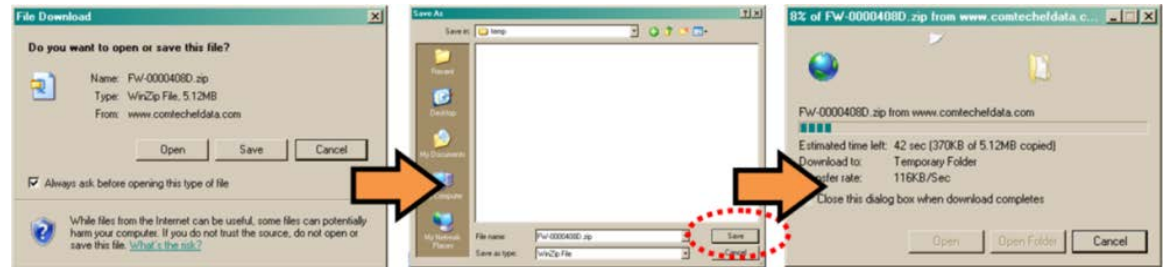 File Download
Do you want to open or save this file?
Name: FW-0000408D.zip
Type: WinZip File, 5.12MB
From: www.comtechefdata.com
Open Save Cancel
Always ask before opening this type of file
While files from the Internet can be useful, some files can potentially
harm your computer. If you do not trust the source, do not open or
save this file. What's the risk?
Save As
Save in: temp
Recent
Desktop
My Documents
Computer
My Network
Places
File name: FW-0000408D.zip Save
Save as type: WinZip File Cancel
8% of FW-0000408D.zip from www.comtechefdata.c...
FW-0000408D.zip from www.comtechefdata.com
Estimated time left: 42 sec (370KB of 5.12MB copied)
Download to: Temporary Folder
rate: 116KB/Sec
Close this dialog box when download completes
Open Open Folder Cancel